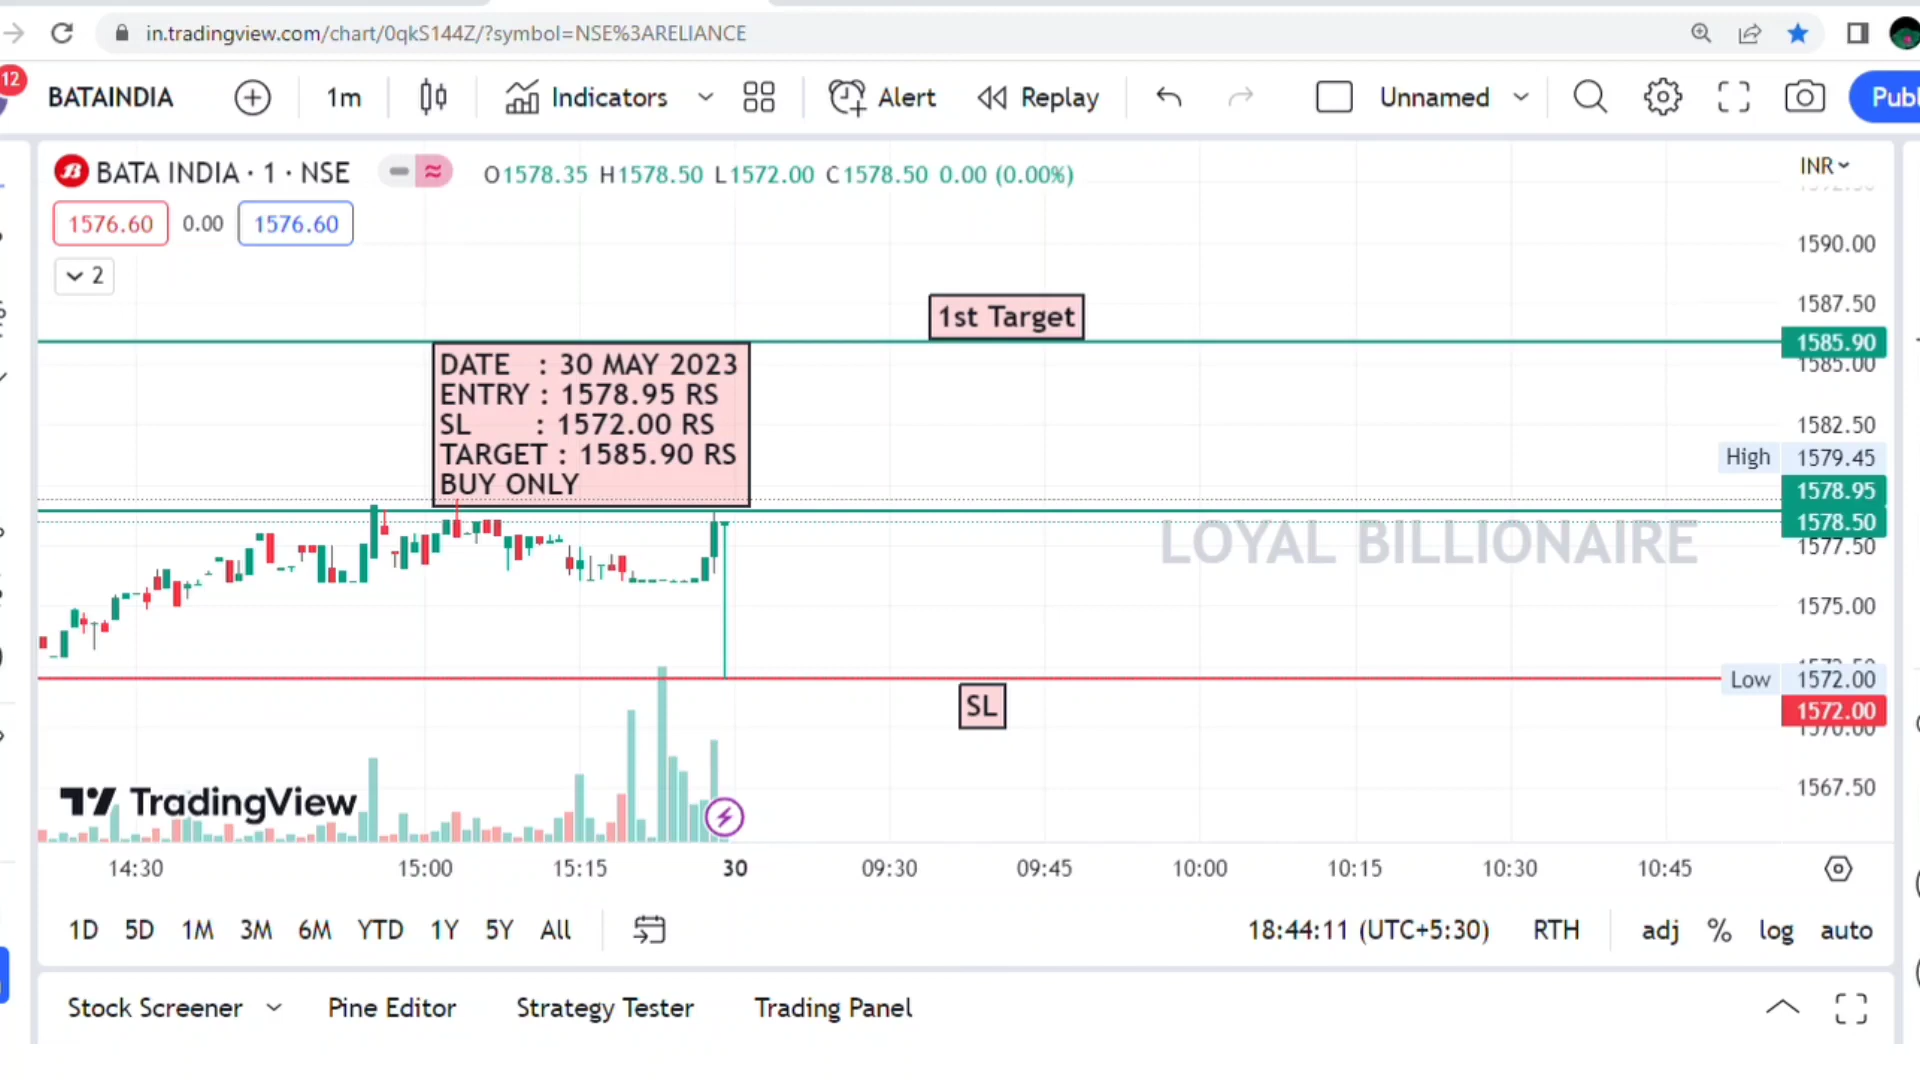 in.tradingview.com/chart/0qkS144Z/?symbol=NSE%3ARELIANCE
12
BATAINDIA 1m Indicators Alert Replay Unnamed Publ
BATA INDIA · 1 · NSE O1578.35 H1578.50 L1572.00 C1578.50 0.00 (0.00%) INR
1576.60 0.00 1576.60
2
1590.00
1587.50
1st Target
1585.90
1585.00
DATE : 30 MAY 2023
ENTRY : 1578.95 RS
SL : 1572.00 RS
TARGET : 1585.90 RS
BUY ONLY
1582.50
High 1579.45
1578.95
1578.50
1577.50
LOYAL BILLIONAIRE
1575.00
Low 1572.00
1572.00
SL
1570.00
1567.50
TradingView
14:30 15:00 15:15 30 09:30 09:45 10:00 10:15 10:30 10:45
1D 5D 1M 3M 6M YTD 1Y 5Y All 18:44:11 (UTC+5:30) RTH adj % log auto
Stock Screener Pine Editor Strategy Tester Trading Panel